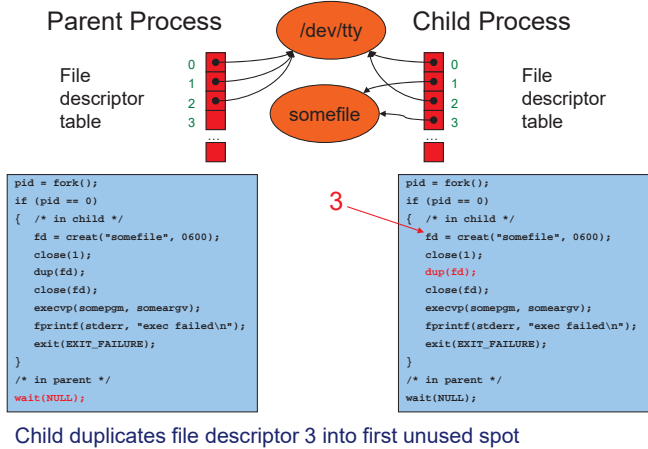 Parent Process
/dev/tty
Child Process
File
descriptor
table
0
1
2
3
...
somefile
0
1
2
3
...
File
descriptor
table
pid = fork();
if (pid == 0)
{  /* in child */
   fd = creat("somefile", 0600);
   close(1);
   dup(fd);
   close(fd);
   execvp(somepgm, someargv);
   fprintf(stderr, "exec failed\n");
   exit(EXIT_FAILURE);
}
/* in parent */
wait(NULL);
3
pid = fork();
if (pid == 0)
{  /* in child */
   fd = creat("somefile", 0600);
   close(1);
   dup(fd);
   close(fd);
   execvp(somepgm, someargv);
   fprintf(stderr, "exec failed\n");
   exit(EXIT_FAILURE);
}
/* in parent */
wait(NULL);
Child duplicates file descriptor 3 into first unused spot